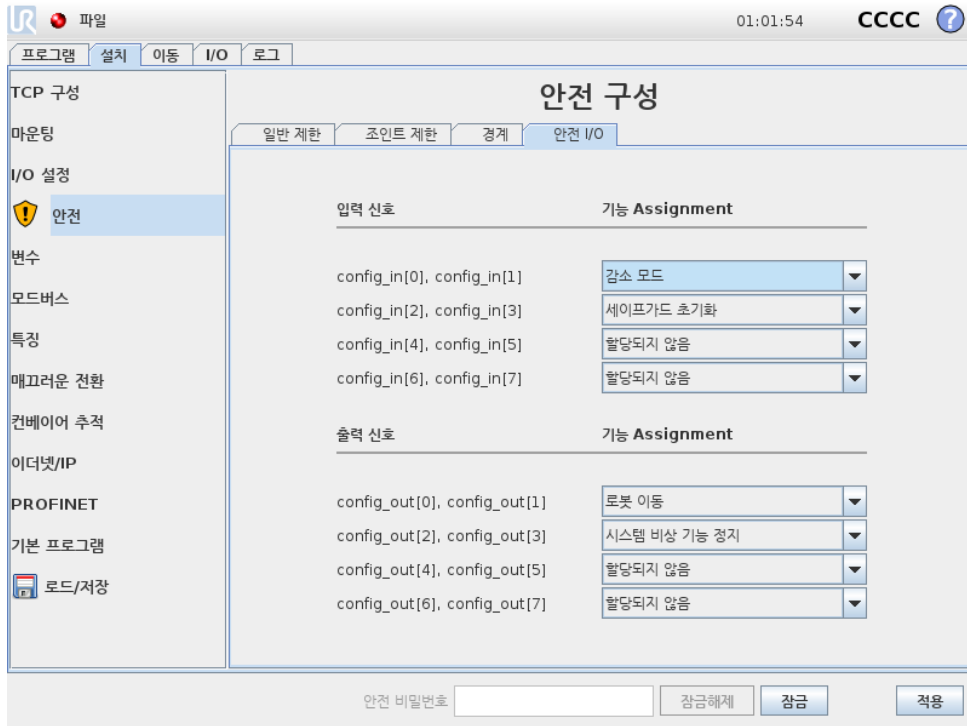 UR 파일 01:01:54 CCCC ?
프로그램 설치 이동 I/O 로그
TCP 구성
마운팅
I/O 설정
안전
변수
모드버스
특징
매끄러운 전환
컨베이어 추적
이더넷/IP
PROFINET
기본 프로그램
로드/저장
안전 구성
일반 제한 조인트 제한 경계 안전 I/O
입력 신호 기능 Assignment
config_in[0], config_in[1] 감소 모드
config_in[2], config_in[3] 세이프가드 초기화
config_in[4], config_in[5] 할당되지 않음
config_in[6], config_in[7] 할당되지 않음
출력 신호 기능 Assignment
config_out[0], config_out[1] 로봇 이동
config_out[2], config_out[3] 시스템 비상 기능 정지
config_out[4], config_out[5] 할당되지 않음
config_out[6], config_out[7] 할당되지 않음
안전 비밀번호 잠금해제 잠금 적용